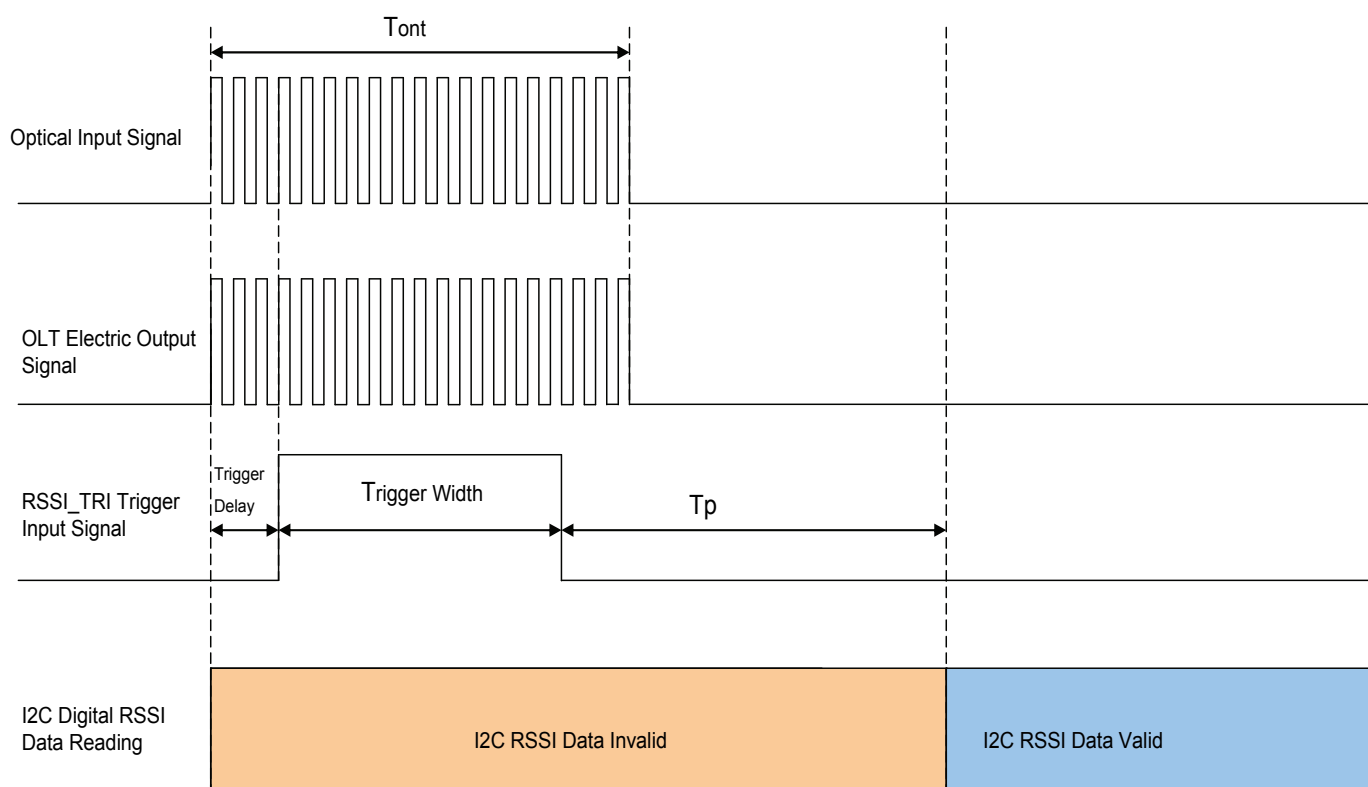 Tont
Optical Input Signal
OLT Electric Output
Signal
Trigger
Delay
Trigger Width
Tp
RSSI_TRI Trigger
Input Signal
I2C Digital RSSI
Data Reading
I2C RSSI Data Invalid
I2C RSSI Data Valid